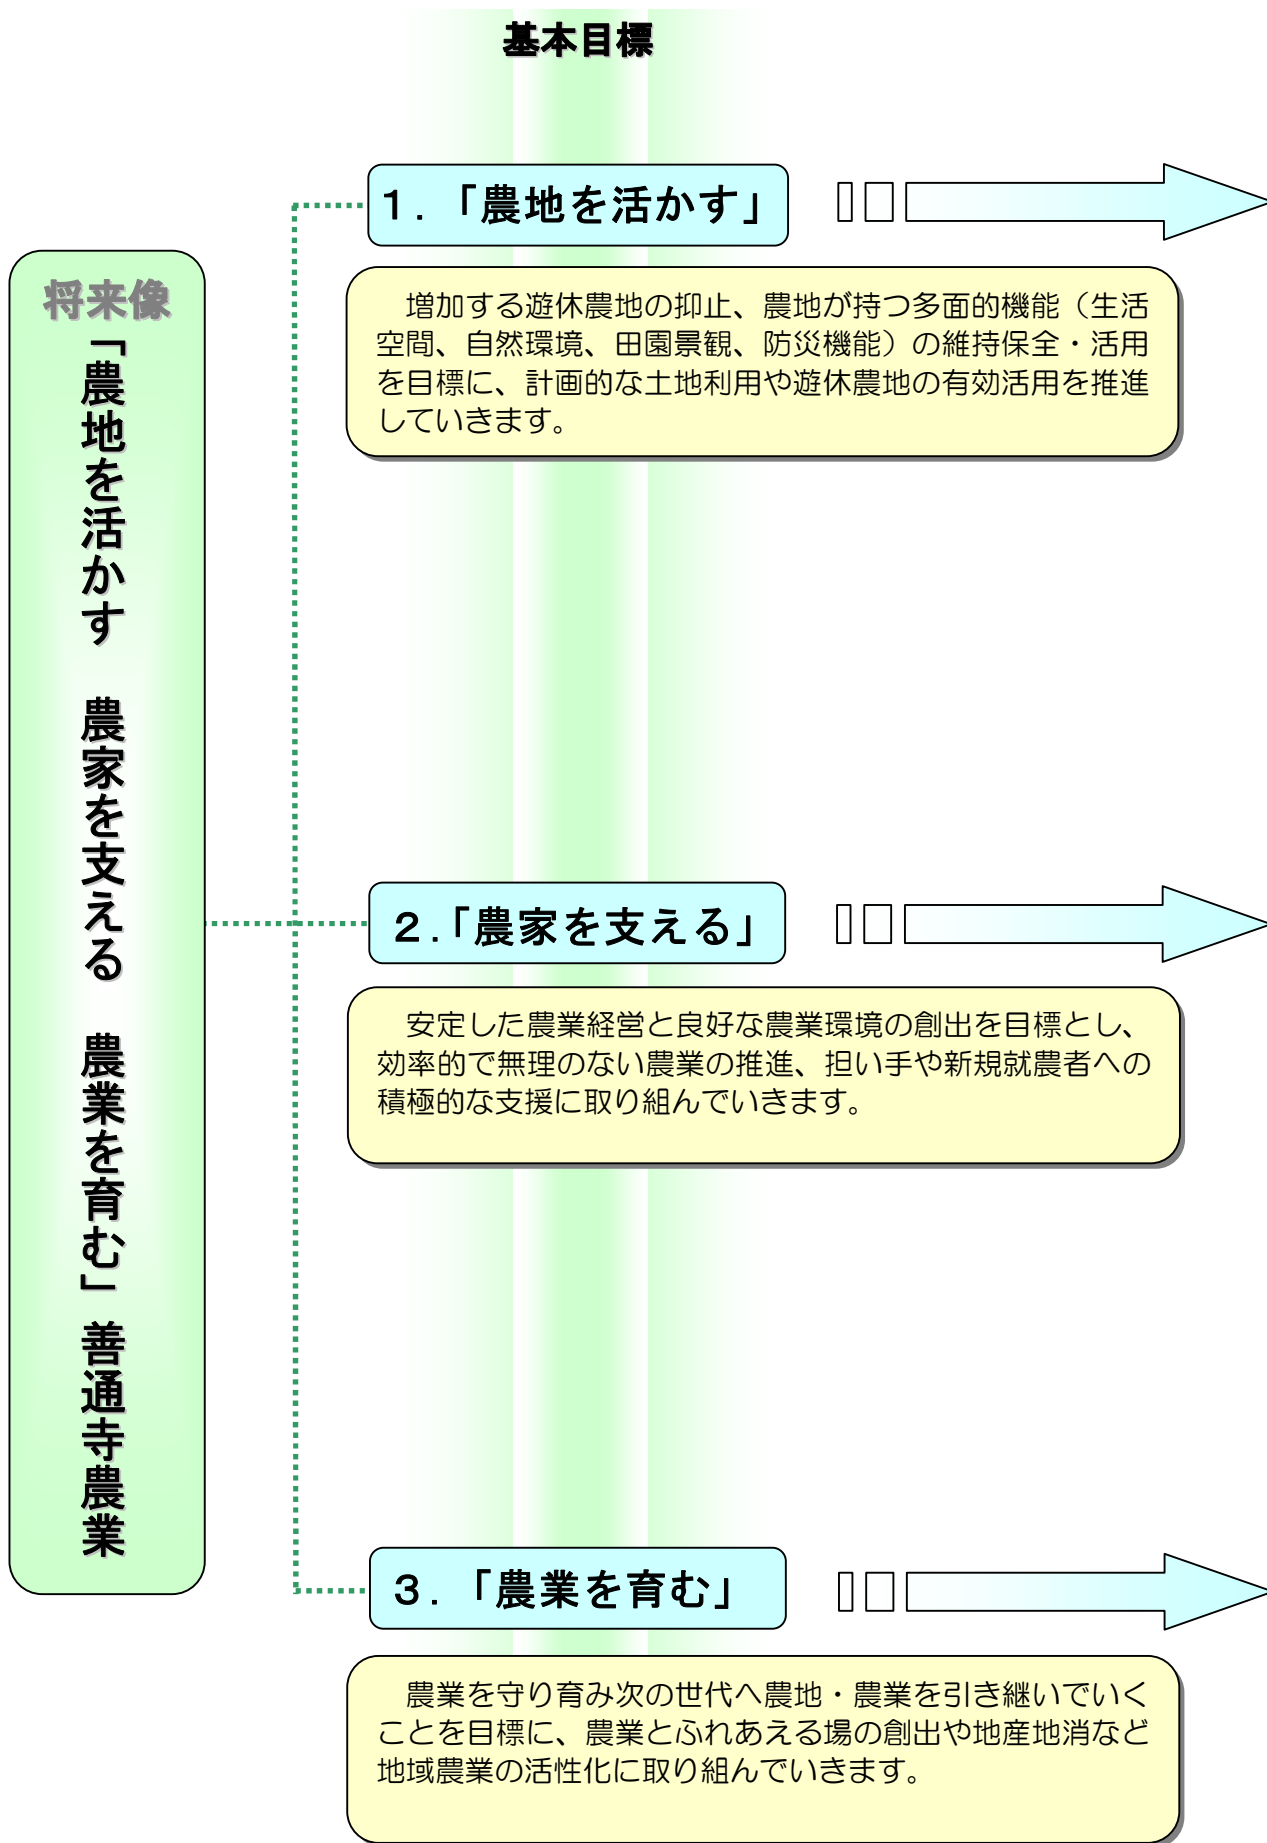 基本目標
将来像
「農地を活かす　農家を支える　農業を育む」善通寺農業
１．「農地を活かす」
増加する遊休農地の抑止、農地が持つ多面的機能（生活
空間、自然環境、田園景観、防災機能）の維持保全・活用
を目標に、計画的な土地利用や遊休農地の有効活用を推進
していきます。
２．「農家を支える」
安定した農業経営と良好な農業環境の創出を目標とし、
効率的で無理のない農業の推進、担い手や新規就農者への
積極的な支援に取り組んでいきます。
３．「農業を育む」
農業を守り育み次の世代へ農地・農業を引き継いでいく
ことを目標に、農業とふれあえる場の創出や地産地消など
地域農業の活性化に取り組んでいきます。